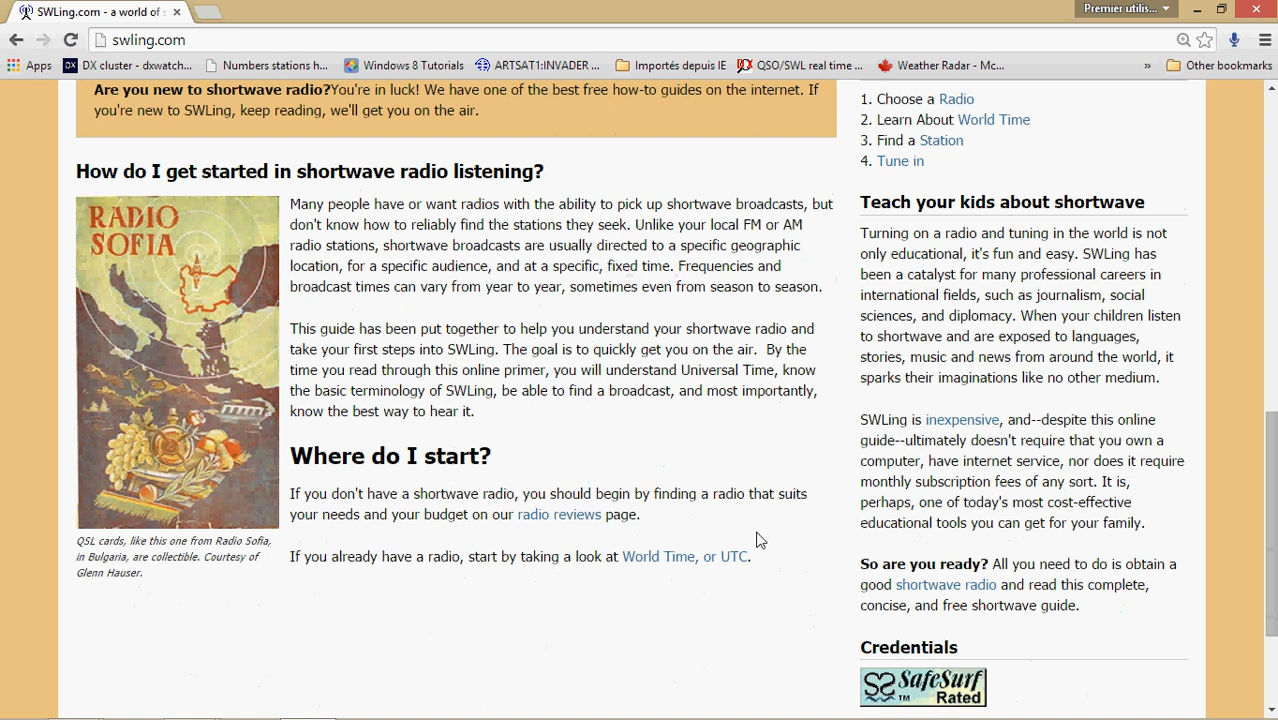 SWLing.com - a world of s
Premier utilis...
swling.com
Apps
DX cluster - dxwatch...
Numbers stations h...
Windows 8 Tutorials
ARTSAT1:INVADER ...
Importés depuis IE
QSO/SWL real time ...
Weather Radar - Mc...
»
Other bookmarks
Are you new to shortwave radio?You're in luck! We have one of the best free how-to guides on the internet. If
you're new to SWLing, keep reading, we'll get you on the air.
How do I get started in shortwave radio listening?
RADIO
SOFIA
QSL cards, like this one from Radio Sofia,
in Bulgaria, are collectible. Courtesy of
Glenn Hauser.
Many people have or want radios with the ability to pick up shortwave broadcasts, but
don't know how to reliably find the stations they seek. Unlike your local FM or AM
radio stations, shortwave broadcasts are usually directed to a specific geographic
location, for a specific audience, and at a specific, fixed time. Frequencies and
broadcast times can vary from year to year, sometimes even from season to season.
This guide has been put together to help you understand your shortwave radio and
take your first steps into SWLing. The goal is to quickly get you on the air.  By the
time you read through this online primer, you will understand Universal Time, know
the basic terminology of SWLing, be able to find a broadcast, and most importantly,
know the best way to hear it.
Where do I start?
If you don't have a shortwave radio, you should begin by finding a radio that suits
your needs and your budget on our radio reviews page.
If you already have a radio, start by taking a look at World Time, or UTC.
1. Choose a Radio
2. Learn About World Time
3. Find a Station
4. Tune in
Teach your kids about shortwave
Turning on a radio and tuning in the world is not
only educational, it's fun and easy. SWLing has
been a catalyst for many professional careers in
international fields, such as journalism, social
sciences, and diplomacy. When your children listen
to shortwave and are exposed to languages,
stories, music and news from around the world, it
sparks their imaginations like no other medium.
SWLing is inexpensive, and--despite this online
guide--ultimately doesn't require that you own a
computer, have internet service, nor does it require
monthly subscription fees of any sort. It is,
perhaps, one of today's most cost-effective
educational tools you can get for your family.
So are you ready? All you need to do is obtain a
good shortwave radio and read this complete,
concise, and free shortwave guide.
Credentials
SafeSurf
TM Rated